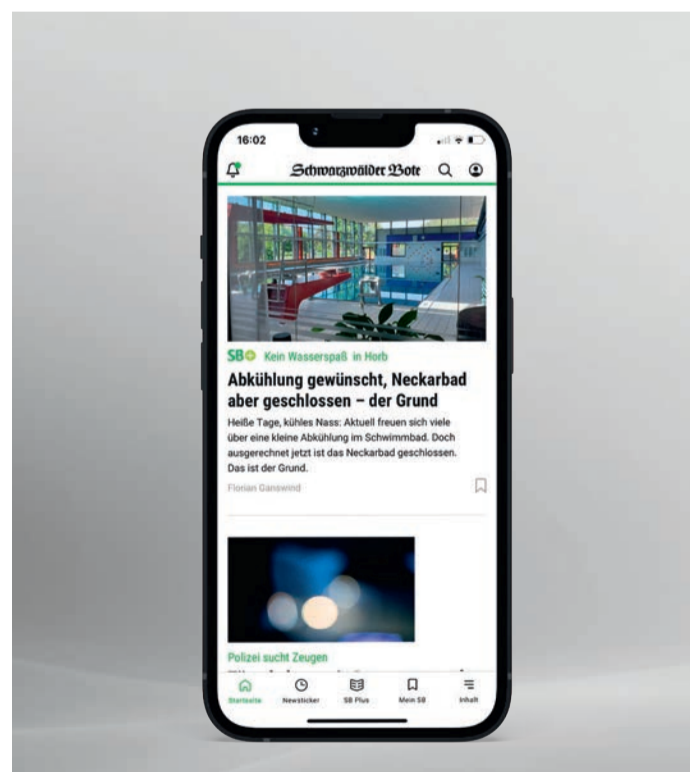 16:02
Schwarzwälder Bote
SB+ Kein Wasserspaß in Horb
Abkühlung gewünscht, Neckarbad
aber geschlossen – der Grund
Heiße Tage, kühles Nass: Aktuell freuen sich viele
über eine kleine Abkühlung im Schwimmbad. Doch
ausgerechnet jetzt ist das Neckarbad geschlossen.
Das ist der Grund.
Florian Ganswind
Polizei sucht Zeugen
Startseite Newsticker SB Plus Mein SB Inhalt